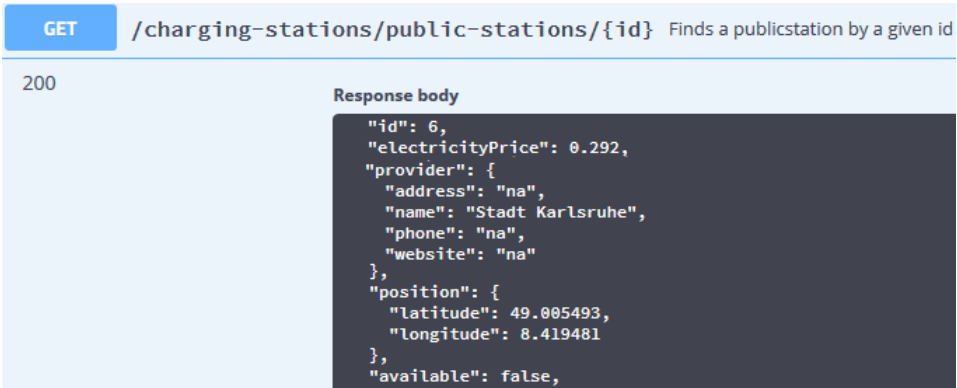 GET /charging-stations/public-stations/{id} Finds a publicstation by a given id
200
Response body
"id": 6,
"electricityPrice": 0.292,
"provider": {
"address": "na",
"name": "Stadt Karlsruhe",
"phone": "na",
"website": "na"
},
"position": {
"latitude": 49.005493,
"longitude": 8.419481
},
"available": false,